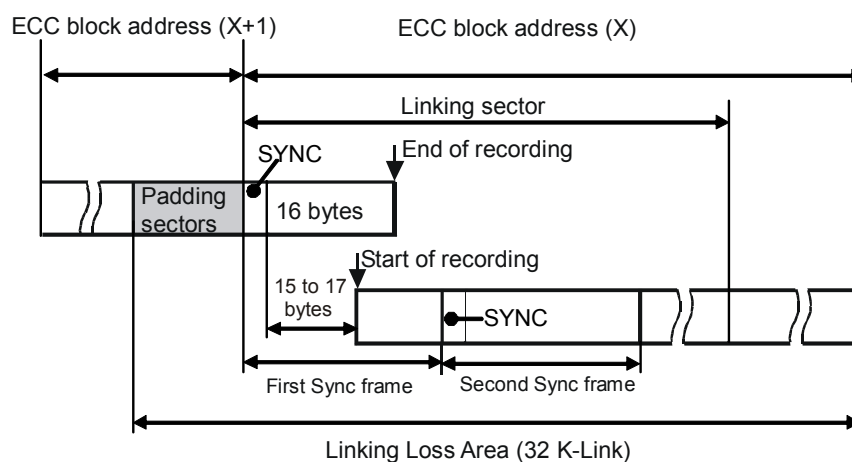 ECC block address (X+1)
ECC block address (X)
Linking sector
SYNC
End of recording
Padding
sectors
16 bytes
Start of recording
15 to 17
bytes
SYNC
First Sync frame
Second Sync frame
Linking Loss Area (32 K-Link)